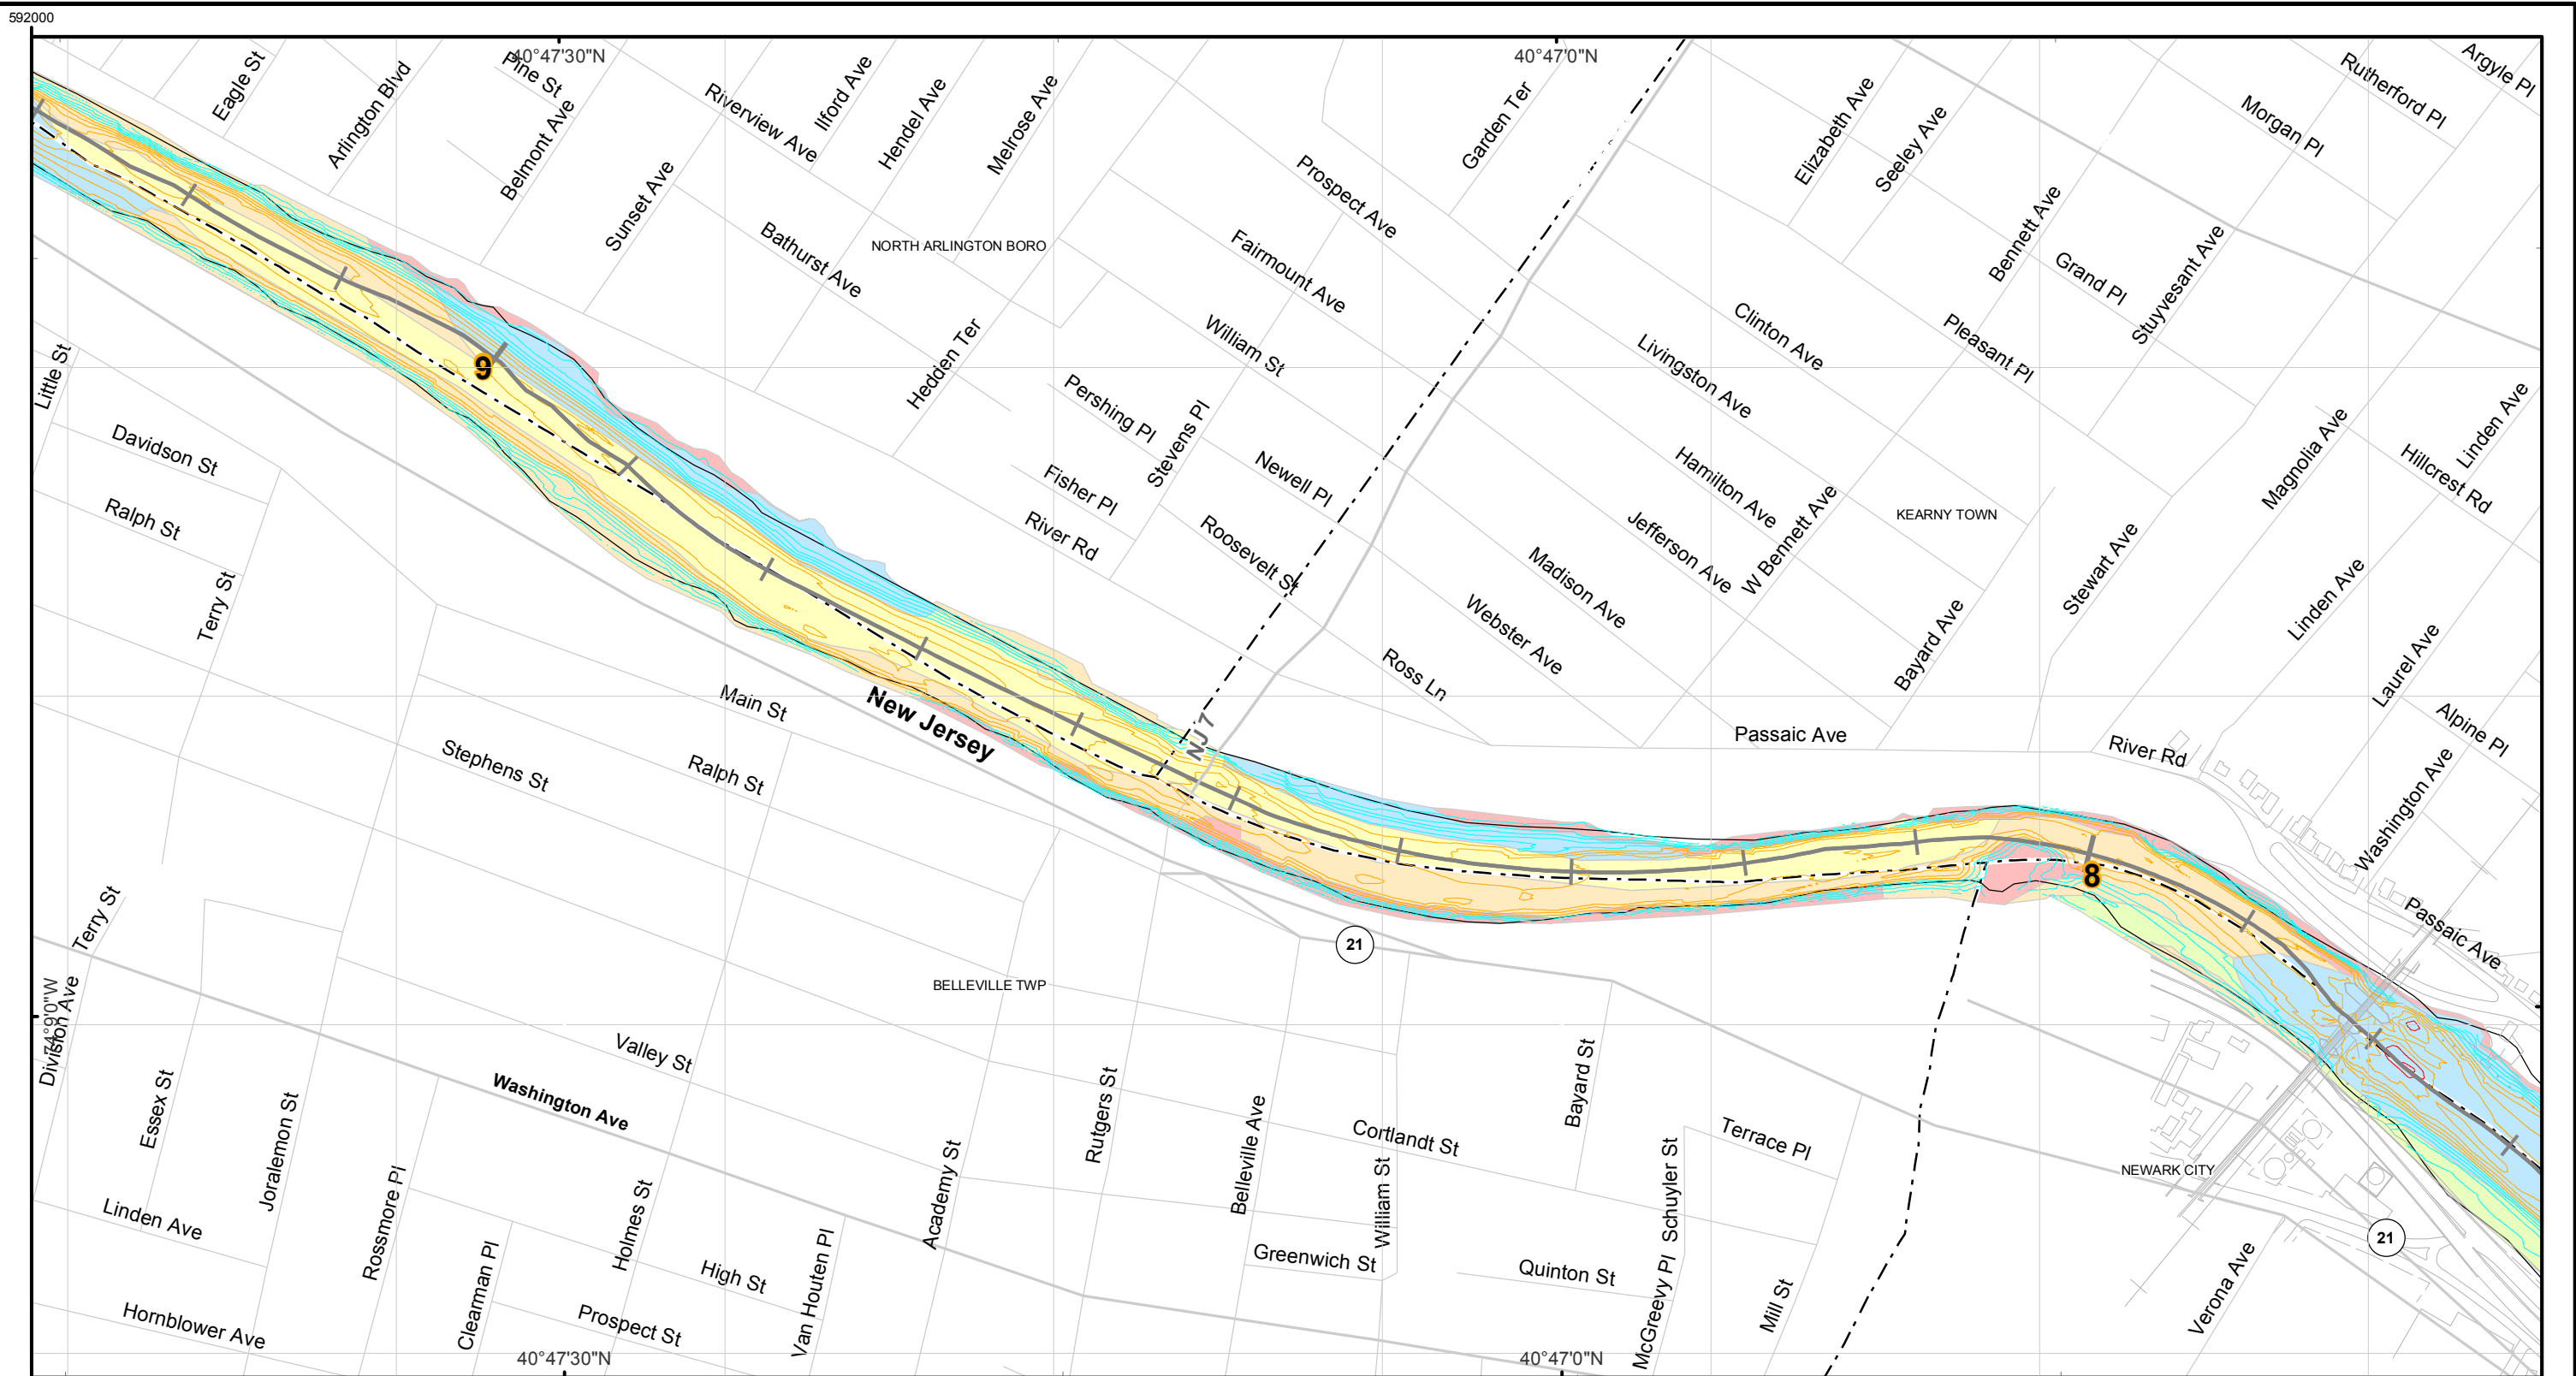 592000
40°47'30"N
40°47'0"N
Eagle St
Arlington Blvd
Pine St
Belmont Ave
Sunset Ave
Riverview Ave
Ilford Ave
Hendel Ave
Melrose Ave
Bathurst Ave
NORTH ARLINGTON BORO
Hedden Ter
Prospect Ave
Garden Ter
Fairmount Ave
William St
Pershing Pl
Stevens Pl
Fisher Pl
Newell Pl
River Rd
Roosevelt St
Elizabeth Ave
Seeley Ave
Bennett Ave
Grand Pl
Stuyvesant Ave
Morgan Pl
Rutherford Pl
Argyle Pl
Clinton Ave
Livingston Ave
Pleasant Pl
Hamilton Ave
Jefferson Ave
W Bennett Ave
KEARNY TOWN
Madison Ave
Webster Ave
Ross Ln
Bayard Ave
Stewart Ave
Magnolia Ave
Linden Ave
Hillcrest Rd
Linden Ave
Laurel Ave
Alpine Pl
Washington Ave
Passaic Ave
River Rd
Passaic Ave
9
8
NJ 7
New Jersey
Little St
Davidson St
Ralph St
Terry St
Main St
Stephens St
Ralph St
21
BELLEVILLE TWP
Terry St
Division Ave
74°9'0"W
Essex St
Joralemon St
Valley St
Washington Ave
Rossmore Pl
Linden Ave
Hornblower Ave
Clearman Pl
Holmes St
High St
Prospect St
Van Houten Pl
Academy St
Rutgers St
Belleville Ave
William St
Cortlandt St
Greenwich St
Bayard St
Quinton St
Schuyler St
McGreevy Pl
Terrace Pl
Mill St
NEWARK CITY
Verona Ave
21
40°47'30"N
40°47'0"N